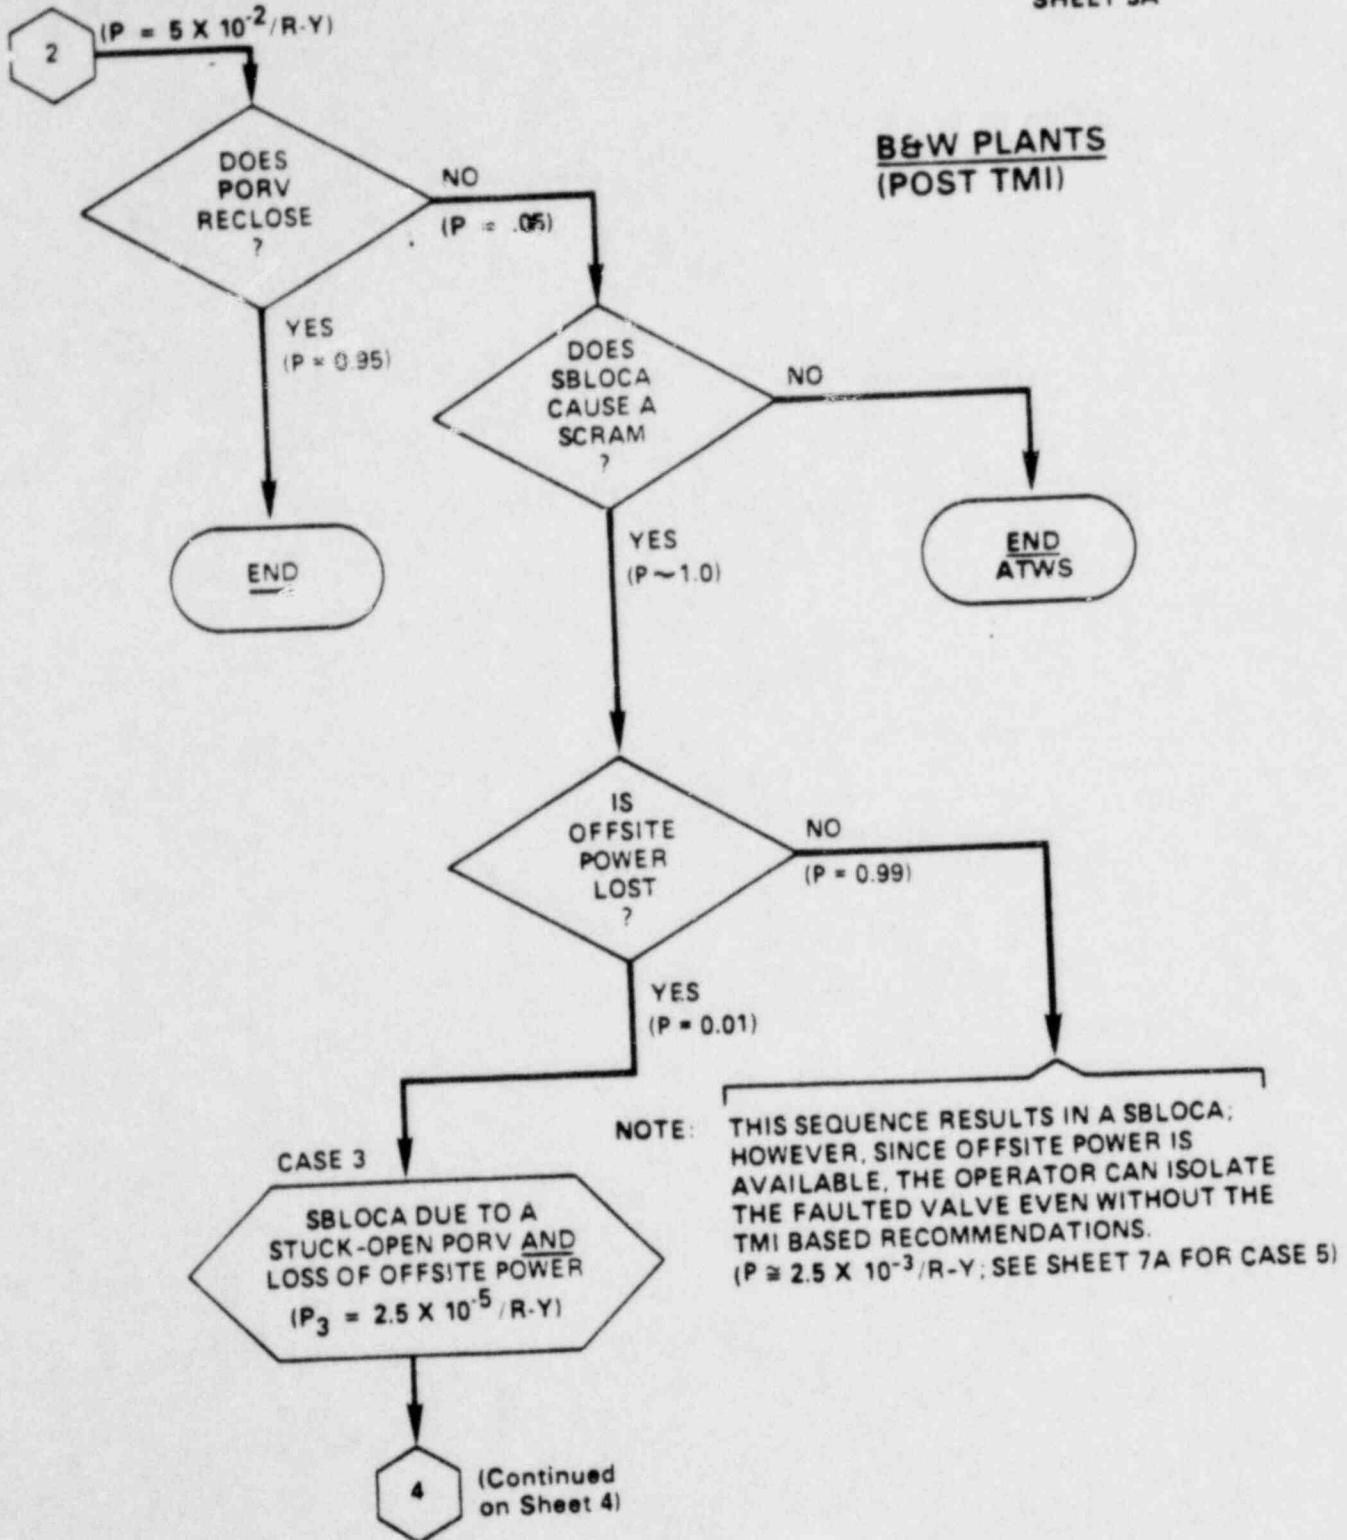 2
(P = 5 X 10⁻²/R-Y)
B&W PLANTS
(POST TMI)
DOES
PORV
RECLOSE
?
NO
(P = .05)
YES
(P = 0.95)
END
DOES
SBLOCA
CAUSE A
SCRAM
?
NO
END
ATWS
YES
(P ~ 1.0)
IS
OFFSITE
POWER
LOST
?
NO
(P = 0.99)
YES
(P = 0.01)
NOTE: THIS SEQUENCE RESULTS IN A SBLOCA;
HOWEVER, SINCE OFFSITE POWER IS
AVAILABLE, THE OPERATOR CAN ISOLATE
THE FAULTED VALVE EVEN WITHOUT THE
TMI BASED RECOMMENDATIONS.
(P ≅ 2.5 X 10⁻³/R-Y; SEE SHEET 7A FOR CASE 5)
CASE 3
SBLOCA DUE TO A
STUCK-OPEN PORV AND
LOSS OF OFFSITE POWER
(P₃ = 2.5 X 10⁻⁵/R-Y)
4
(Continued
on Sheet 4)